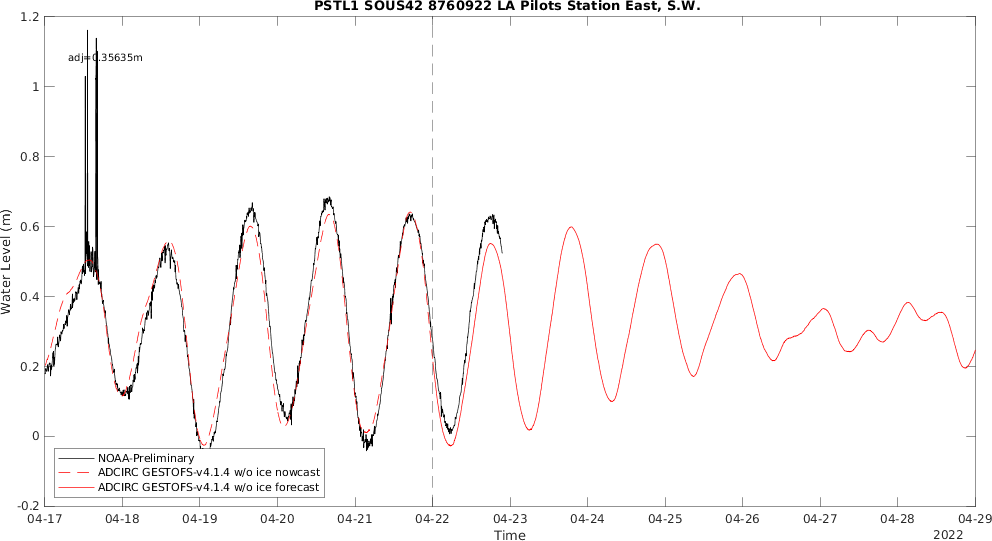 PSTL1 SOUS42 8760922 LA Pilots Station East, S.W.
adj=0.35635m
Water Level (m)
1.2
1
0.8
0.6
0.4
0.2
0
-0.2
NOAA-Preliminary
ADCIRC GESTOFS-v4.1.4 w/o ice nowcast
ADCIRC GESTOFS-v4.1.4 w/o ice forecast
04-17 04-18 04-19 04-20 04-21 04-22 04-23 04-24 04-25 04-26 04-27 04-28 04-29
Time
2022